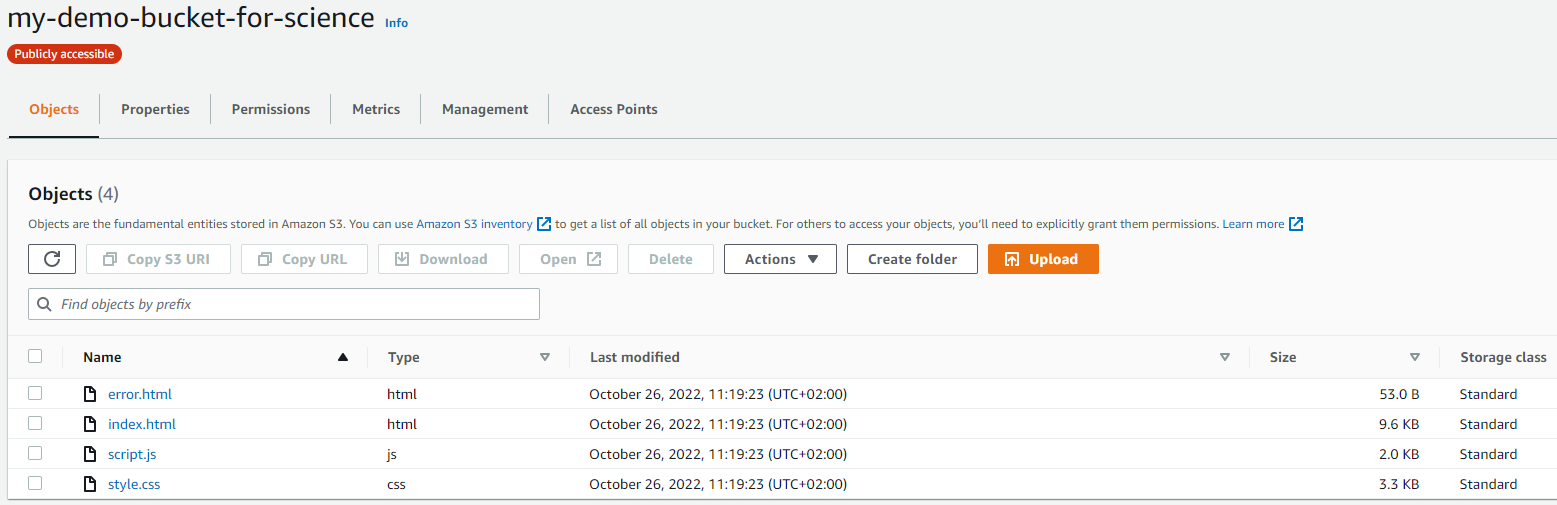 my-demo-bucket-for-science Info
Publicly accessible
Objects Properties Permissions Metrics Management Access Points
Objects (4)
Objects are the fundamental entities stored in Amazon S3. You can use Amazon S3 inventory to get a list of all objects in your bucket. For others to access your objects, you'll need to explicitly grant them permissions. Learn more
Copy S3 URI Copy URL Download Open Delete Actions Create folder Upload
Find objects by prefix
Name Type Last modified Size Storage class
error.html html October 26, 2022, 11:19:23 (UTC+02:00) 53.0 B Standard
index.html html October 26, 2022, 11:19:23 (UTC+02:00) 9.6 KB Standard
script.js js October 26, 2022, 11:19:23 (UTC+02:00) 2.0 KB Standard
style.css css October 26, 2022, 11:19:23 (UTC+02:00) 3.3 KB Standard